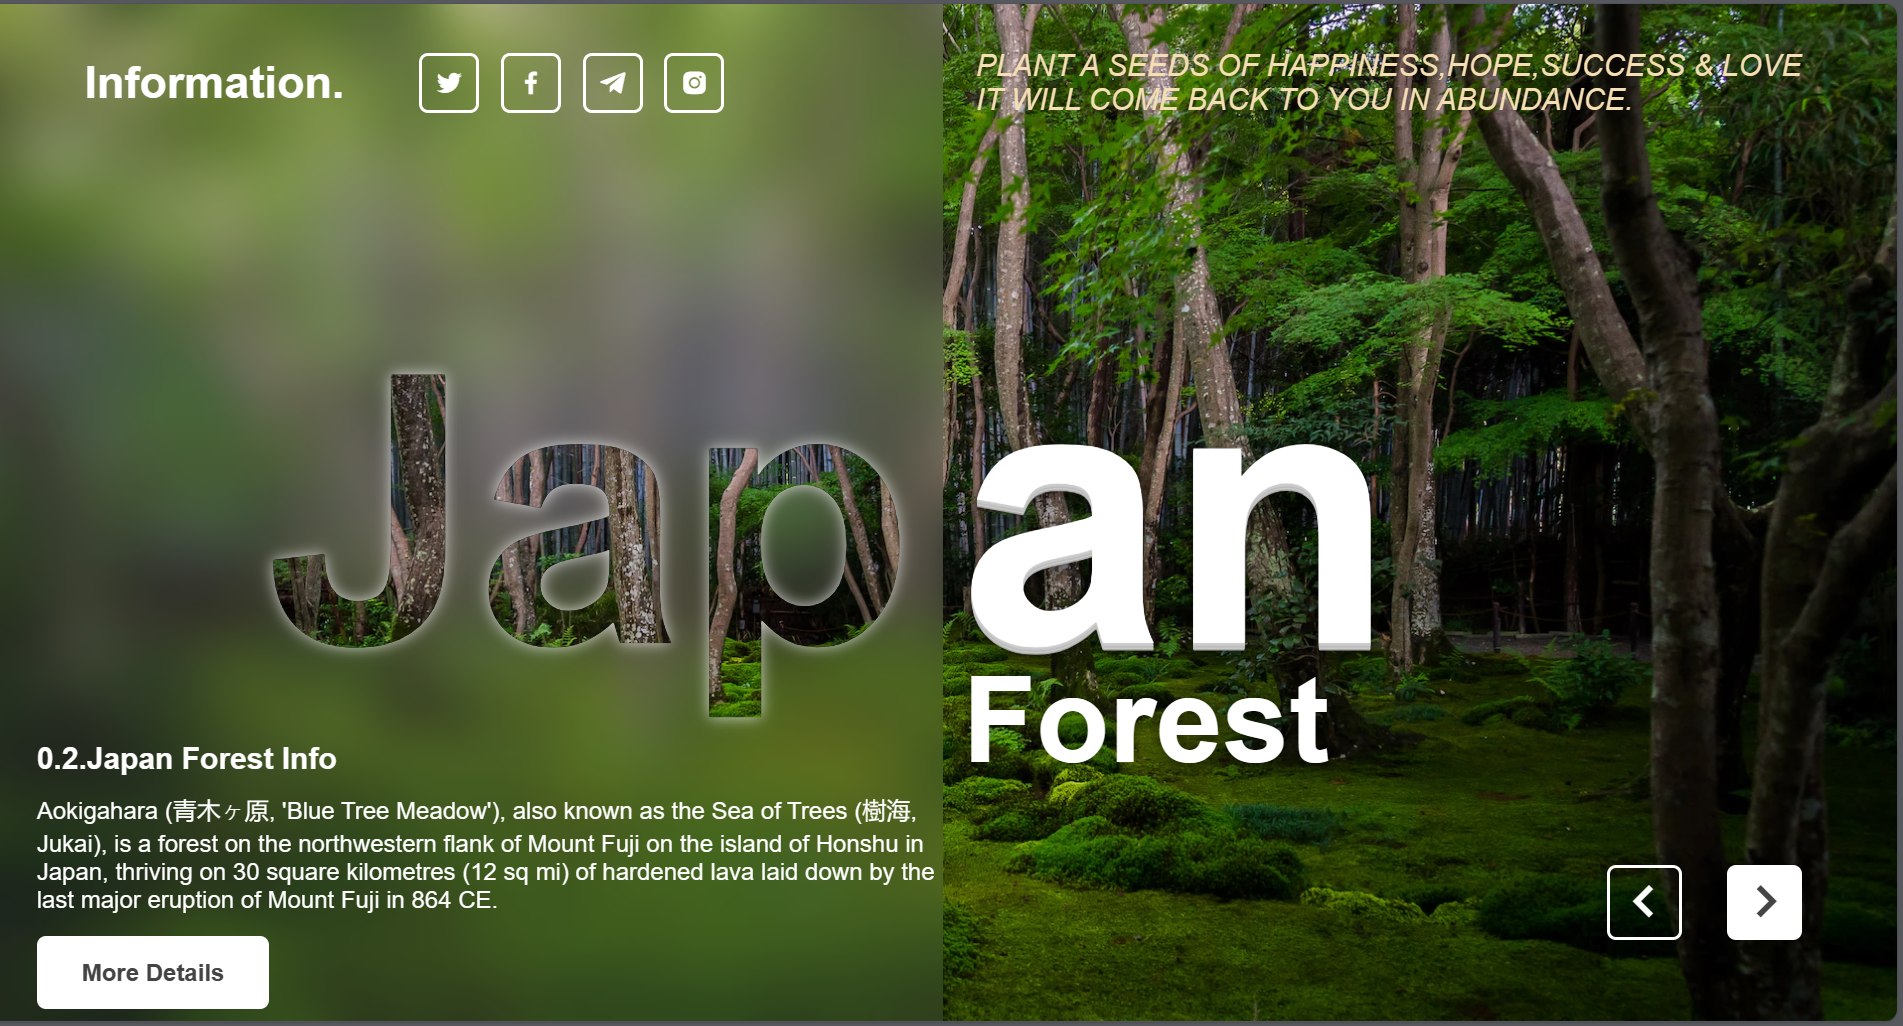 Information.
PLANT A SEEDS OF HAPPINESS,HOPE,SUCCESS & LOVE
IT WILL COME BACK TO YOU IN ABUNDANCE.
Japan
Forest
0.2.Japan Forest Info
Aokigahara (青木ヶ原, 'Blue Tree Meadow'), also known as the Sea of Trees (樹海,
Jukai), is a forest on the northwestern flank of Mount Fuji on the island of Honshu in
Japan, thriving on 30 square kilometres (12 sq mi) of hardened lava laid down by the
last major eruption of Mount Fuji in 864 CE.
More Details